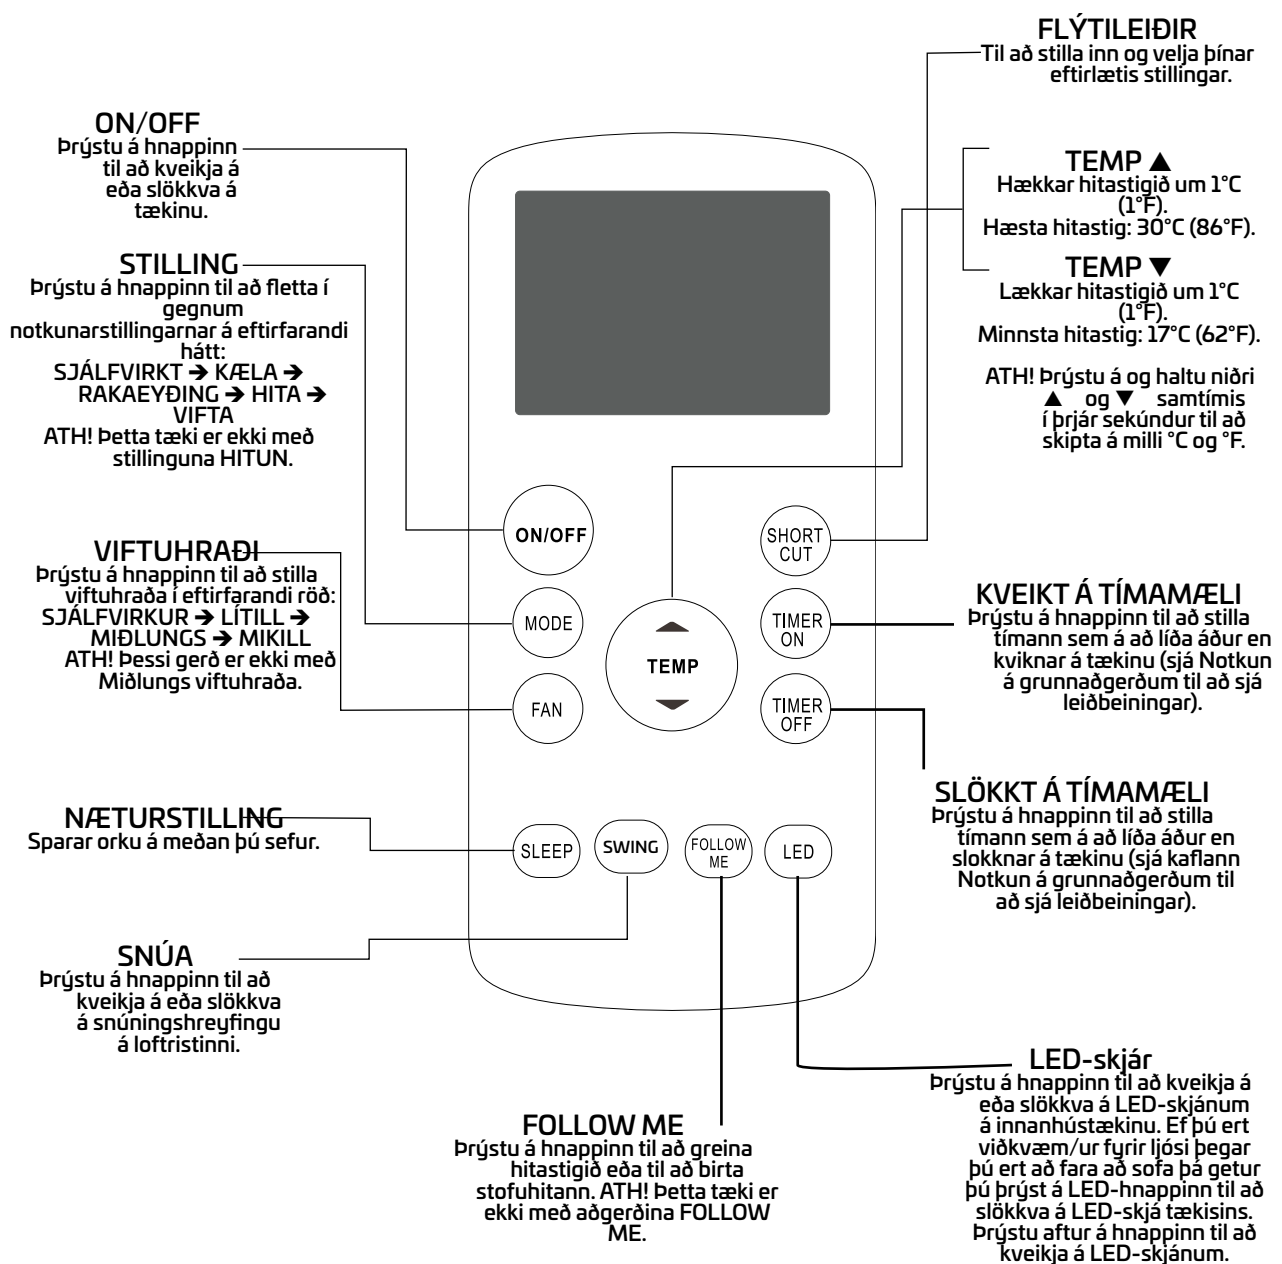 FLÝTILEIÐIR
Til að stilla inn og velja þínar
eftirlætis stillingar.
ON/OFF
Þrýstu á hnappinn
til að kveikja á
eða slökkva á
tækinu.
TEMP ▲
Hækkar hitastigið um 1°C
(1°F).
Hæsta hitastig: 30°C (86°F).
TEMP ▼
Lækkar hitastigið um 1°C
(1°F).
Minnsta hitastig: 17°C (62°F).
ATH! Þrýstu á og haltu niðri
▲ og ▼ samtímis
í þrjár sekúndur til að
skipta á milli °C og °F.
STILLING
Þrýstu á hnappinn til að fletta í
gegnum
notkunarstillingarnar á eftirfarandi
hátt:
SJÁLFVIRKT ➔ KÆLA ➔
RAKAEYÐING ➔ HITA ➔
VIFTA
ATH! Þetta tæki er ekki með
stillinguna HITUN.
VIFTUHRAÐI
Þrýstu á hnappinn til að stilla
viftuhraða í eftirfarandi röð:
SJÁLFVIRKUR ➔ LÍTILL ➔
MIÐLUNGS ➔ MIKILL
ATH! Þessi gerð er ekki með
Miðlungs viftuhraða.
ON/OFF
SHORT
CUT
MODE
TEMP
TIMER
ON
FAN
TIMER
OFF
SLEEP
SWING
FOLLOW
ME
LED
KVEIKT Á TÍMAMÆLI
Þrýstu á hnappinn til að stilla
tímann sem á að líða áður en
kviknar á tækinu (sjá Notkun
á grunnaðgerðum til að sjá
leiðbeiningar).
SLÖKKT Á TÍMAMÆLI
Þrýstu á hnappinn til að stilla
tímann sem á að líða áður en
slokknar á tækinu (sjá kaflann
Notkun á grunnaðgerðum til
að sjá leiðbeiningar).
NÆTURSTILLING
Sparar orku á meðan þú sefur.
SNÚA
Þrýstu á hnappinn til að
kveikja á eða slökkva
á snúningshreyfingu
á loftristinni.
FOLLOW ME
Þrýstu á hnappinn til að greina
hitastigið eða til að birta
stofuhitann. ATH! Þetta tæki er
ekki með aðgerðina FOLLOW
ME.
LED-skjár
Þrýstu á hnappinn til að kveikja á
eða slökkva á LED-skjánum
á innanhústækinu. Ef þú ert
viðkvæm/ur fyrir ljósi þegar
þú ert að fara að sofa þá getur
þú þrýst á LED-hnappinn til að
slökkva á LED-skjá tækisins.
Þrýstu aftur á hnappinn til að
kveikja á LED-skjánum.